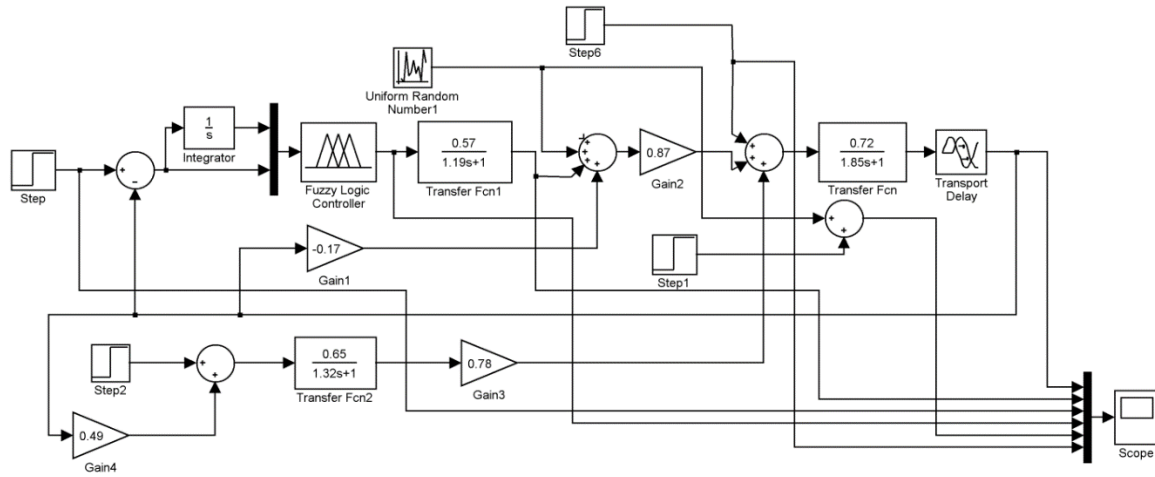 Step6
Uniform Random
Number1
1
s
Integrator
Step
+
-
Fuzzy Logic
Controller
0.57
1.19s+1
Transfer Fcn1
+
+
+
+
0.87
Gain2
+
+
+
+
0.72
1.85s+1
Transfer Fcn
Transport
Delay
-0.17
Gain1
Step1
+
+
Step2
+
+
0.65
1.32s+1
Transfer Fcn2
0.78
Gain3
0.49
Gain4
Scope